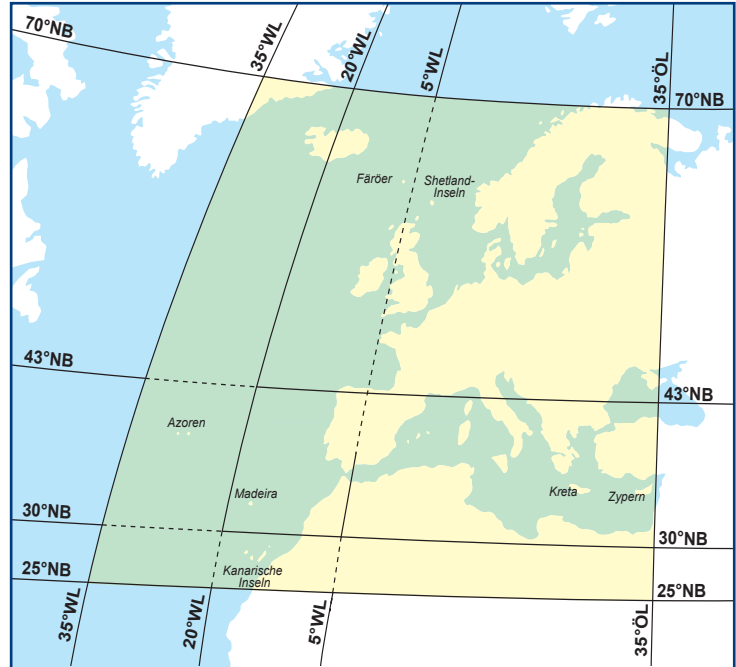 70°NB
35°WL
20°WL
5°WL
35°ÖL
70°NB
Färöer
Shetland-
Inseln
43°NB
43°NB
Azoren
Madeira
Kreta
Zypern
30°NB
30°NB
Kanarische
Inseln
25°NB
25°NB
35°WL
20°WL
5°WL
35°ÖL